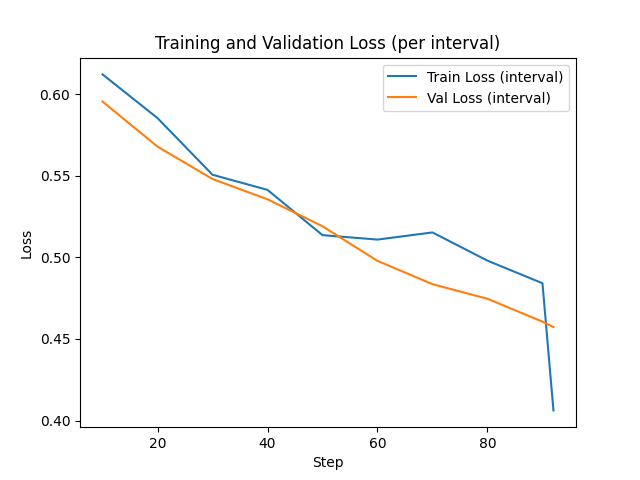 Training and Validation Loss (per interval)
Train Loss (interval)
Val Loss (interval)
0.60
0.55
0.50
0.45
0.40
Loss
20 40 60 80
Step